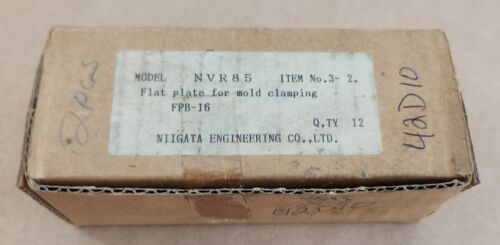 MODEL NVR85 ITEM No.3- 2.
Flat plate for mold clamping
FPB-16
Q,TY 12
NIIGATA ENGINEERING CO.,LTD.
2PCS
42D10